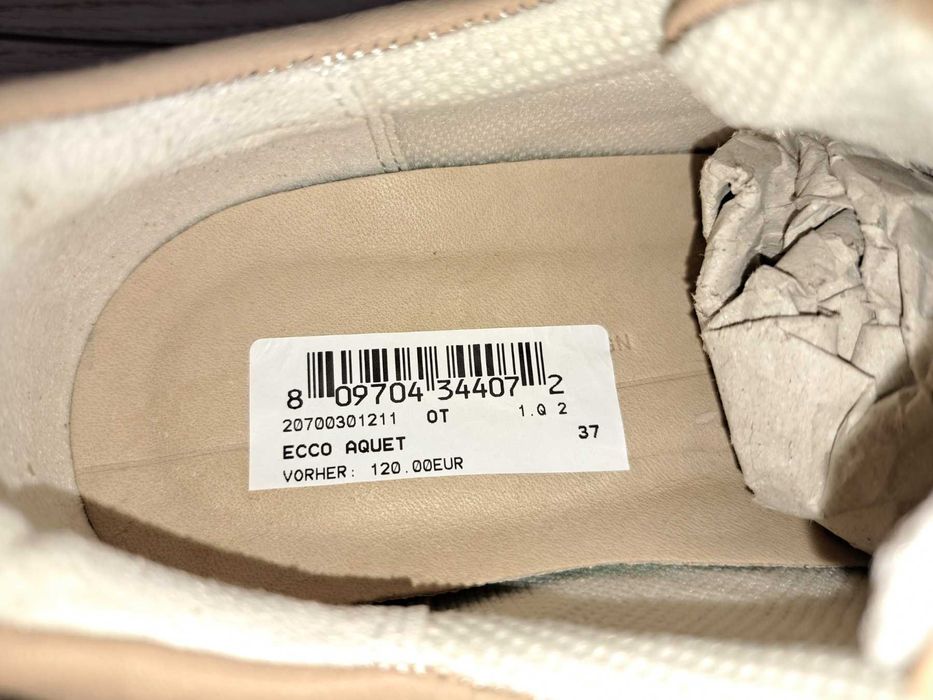 8 09704 34407 2
20700301211 OT 1.Q 2
ECCO AQUET 37
VORHER: 120.00EUR